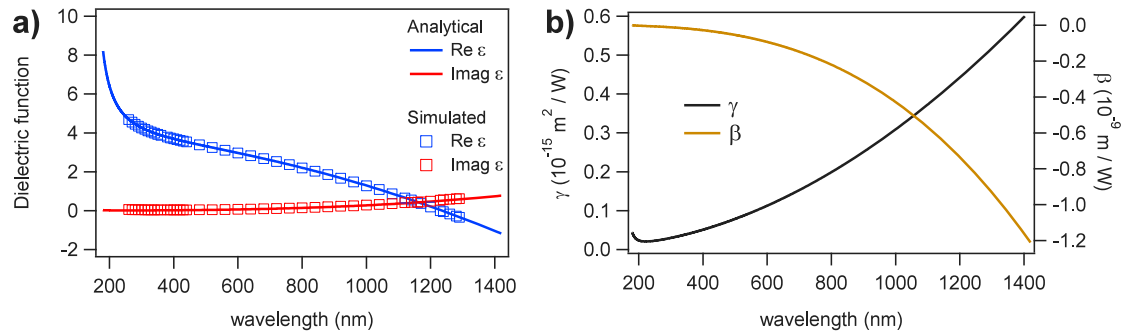 a)
Dielectric function
10
8
6
4
2
0
-2
Analytical
Re ε
Imag ε
Simulated
Re ε
Imag ε
200 400 600 800 1000 1200 1400
wavelength (nm)
b)
γ (10⁻¹⁵ m² / W)
0.6
0.5
0.4
0.3
0.2
0.1
0.0
γ
β
0.0
-0.2
-0.4
-0.6
-0.8
-1.0
-1.2
β (10⁻⁹ m / W)
200 400 600 800 1000 1200 1400
wavelength (nm)